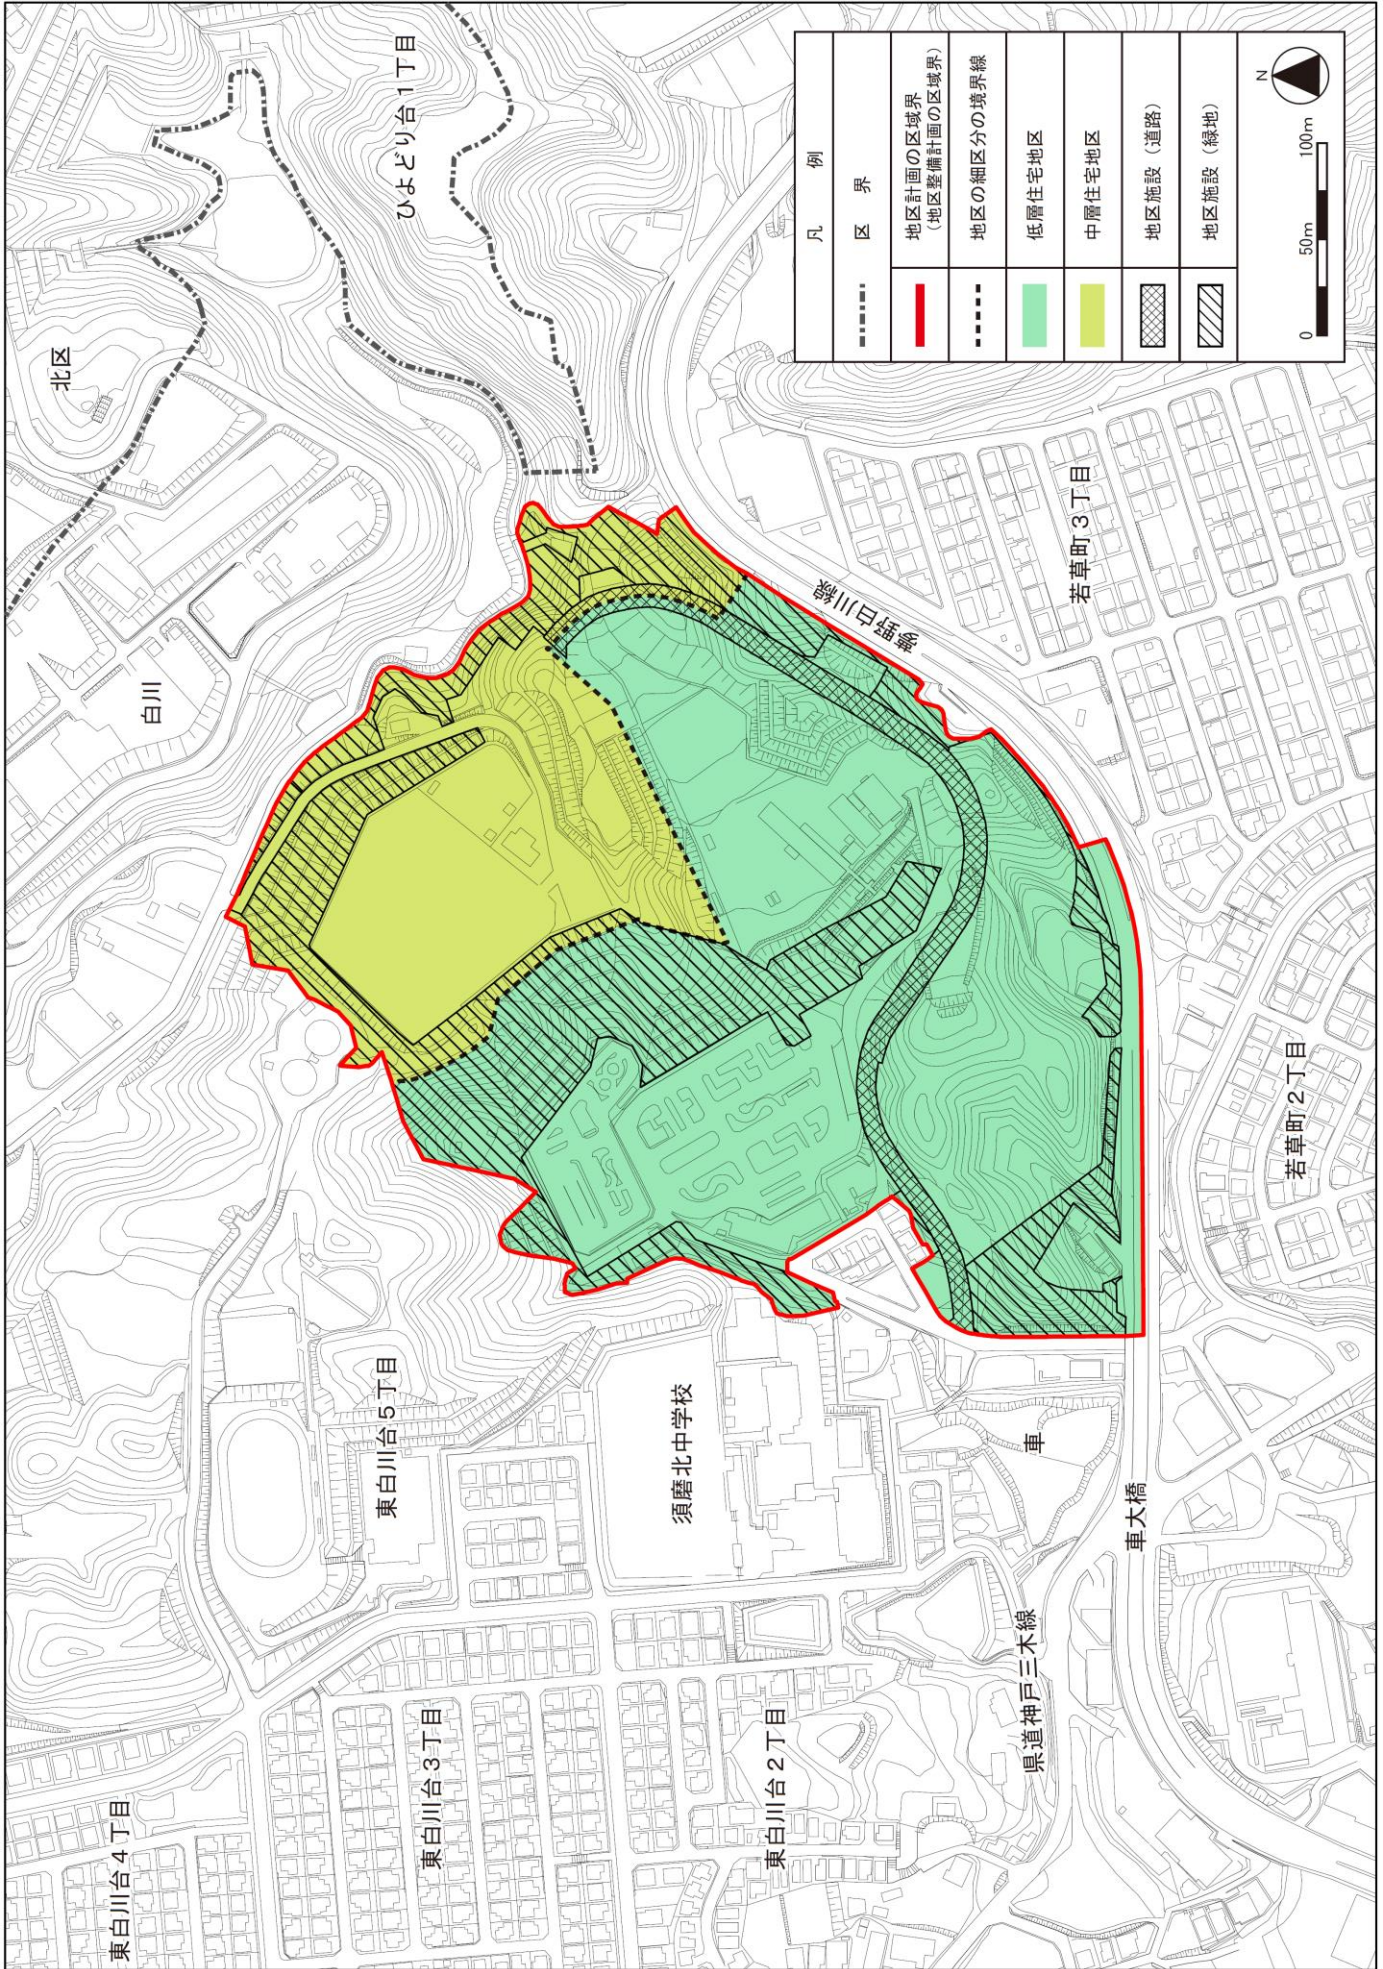 北区
ひよどり台1丁目
白川
夢野白川線
若草町3丁目
若草町2丁目
東白川台5丁目
須磨北中学校
車
車大橋
県道神戸三木線
東白川台4丁目
東白川台3丁目
東白川台2丁目
凡例
区界
地区計画の区域界
(地区整備計画の区域界)
地区の細区分の境界線
低層住宅地区
中層住宅地区
地区施設（道路）
地区施設（緑地）
N
0 50m 100m